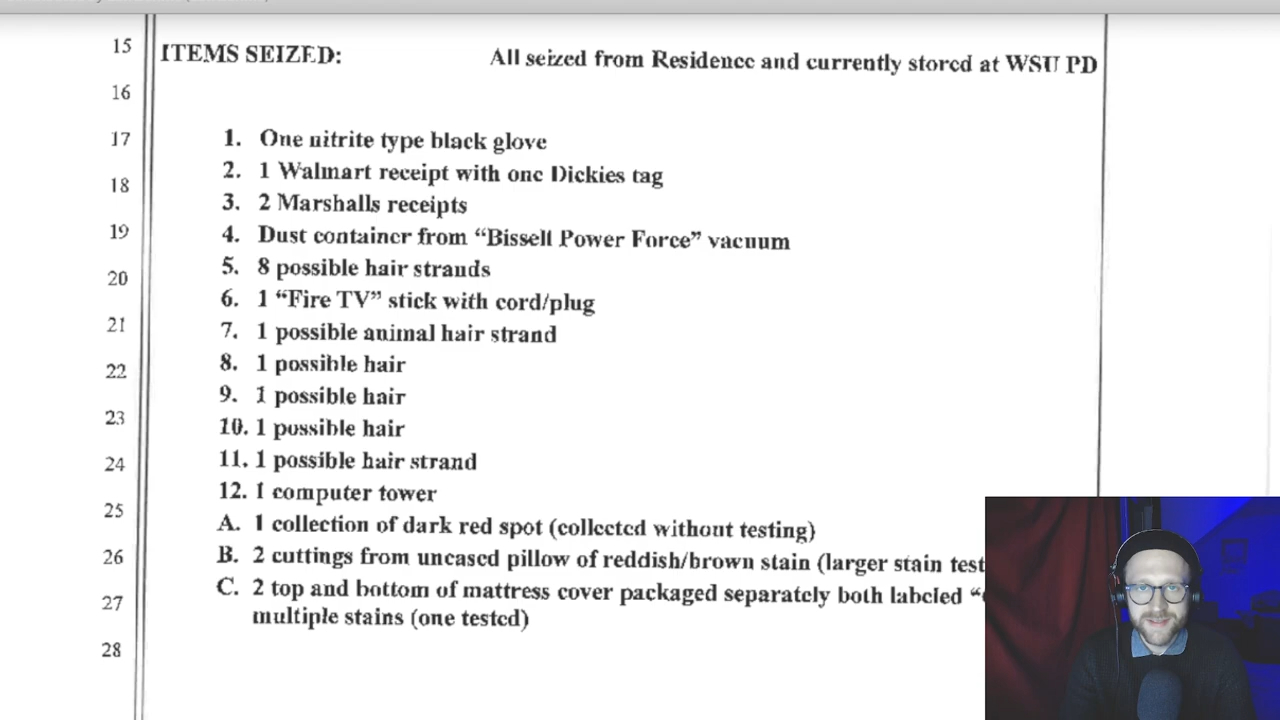 15 ITEMS SEIZED: All seized from Residence and currently stored at WSU PD
16
17 1. One nitrite type black glove
2. 1 Walmart receipt with one Dickies tag
18
3. 2 Marshalls receipts
19 4. Dust container from “Bissell Power Force” vacuum
20 5. 8 possible hair strands
6. 1 “Fire TV” stick with cord/plug
21 7. 1 possible animal hair strand
22 8. 1 possible hair
9. 1 possible hair
23 10. 1 possible hair
24 11. 1 possible hair strand
12. 1 computer tower
25 A. 1 collection of dark red spot (collected without testing)
26 B. 2 cuttings from uncased pillow of reddish/brown stain (larger stain test
27 C. 2 top and bottom of mattress cover packaged separately both labeled “
multiple stains (one tested)
28